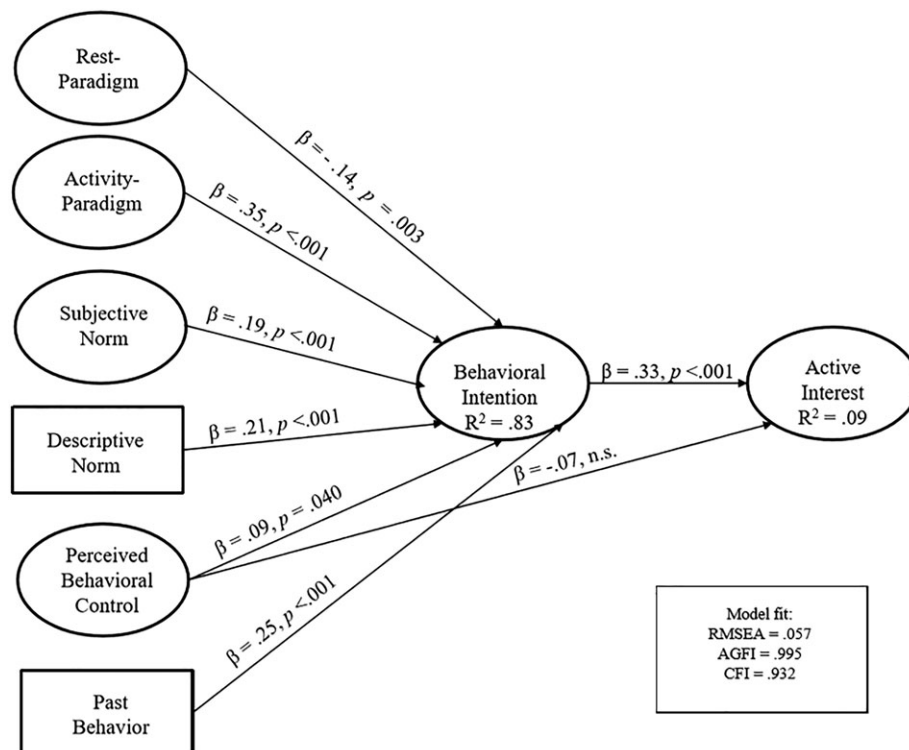 Rest-
Paradigm
β = - .14, p = .003
Activity-
Paradigm
β = .35, p <.001
Subjective
Norm
β = .19, p <.001
Behavioral
Intention
R² = .83
β = .33, p <.001
Active
Interest
R² = .09
Descriptive
Norm
β = .21, p <.001
β = -.07, n.s.
β = .09, p = .040
Perceived
Behavioral
Control
β = .25, p <.001
Past
Behavior
Model fit:
RMSEA = .057
AGFI = .995
CFI = .932